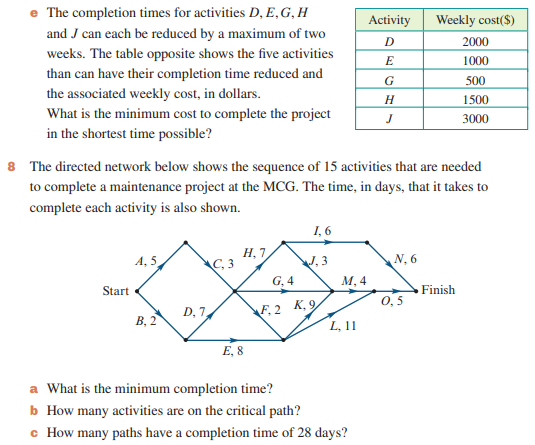 e The completion times for activities D, E, G, H
and J can each be reduced by a maximum of two
weeks. The table opposite shows the five activities
than can have their completion time reduced and
the associated weekly cost, in dollars.
What is the minimum cost to complete the project
in the shortest time possible?
Activity Weekly cost($)
D 2000
E 1000
G 500
H 1500
J 3000
8 The directed network below shows the sequence of 15 activities that are needed
to complete a maintenance project at the MCG. The time, in days, that it takes to
complete each activity is also shown.
I, 6
A, 5
C, 3
H, 7
J, 3
N, 6
Start
G, 4
M, 4
Finish
B, 2
D, 7
F, 2
K, 9
O, 5
L, 11
E, 8
a What is the minimum completion time?
b How many activities are on the critical path?
c How many paths have a completion time of 28 days?